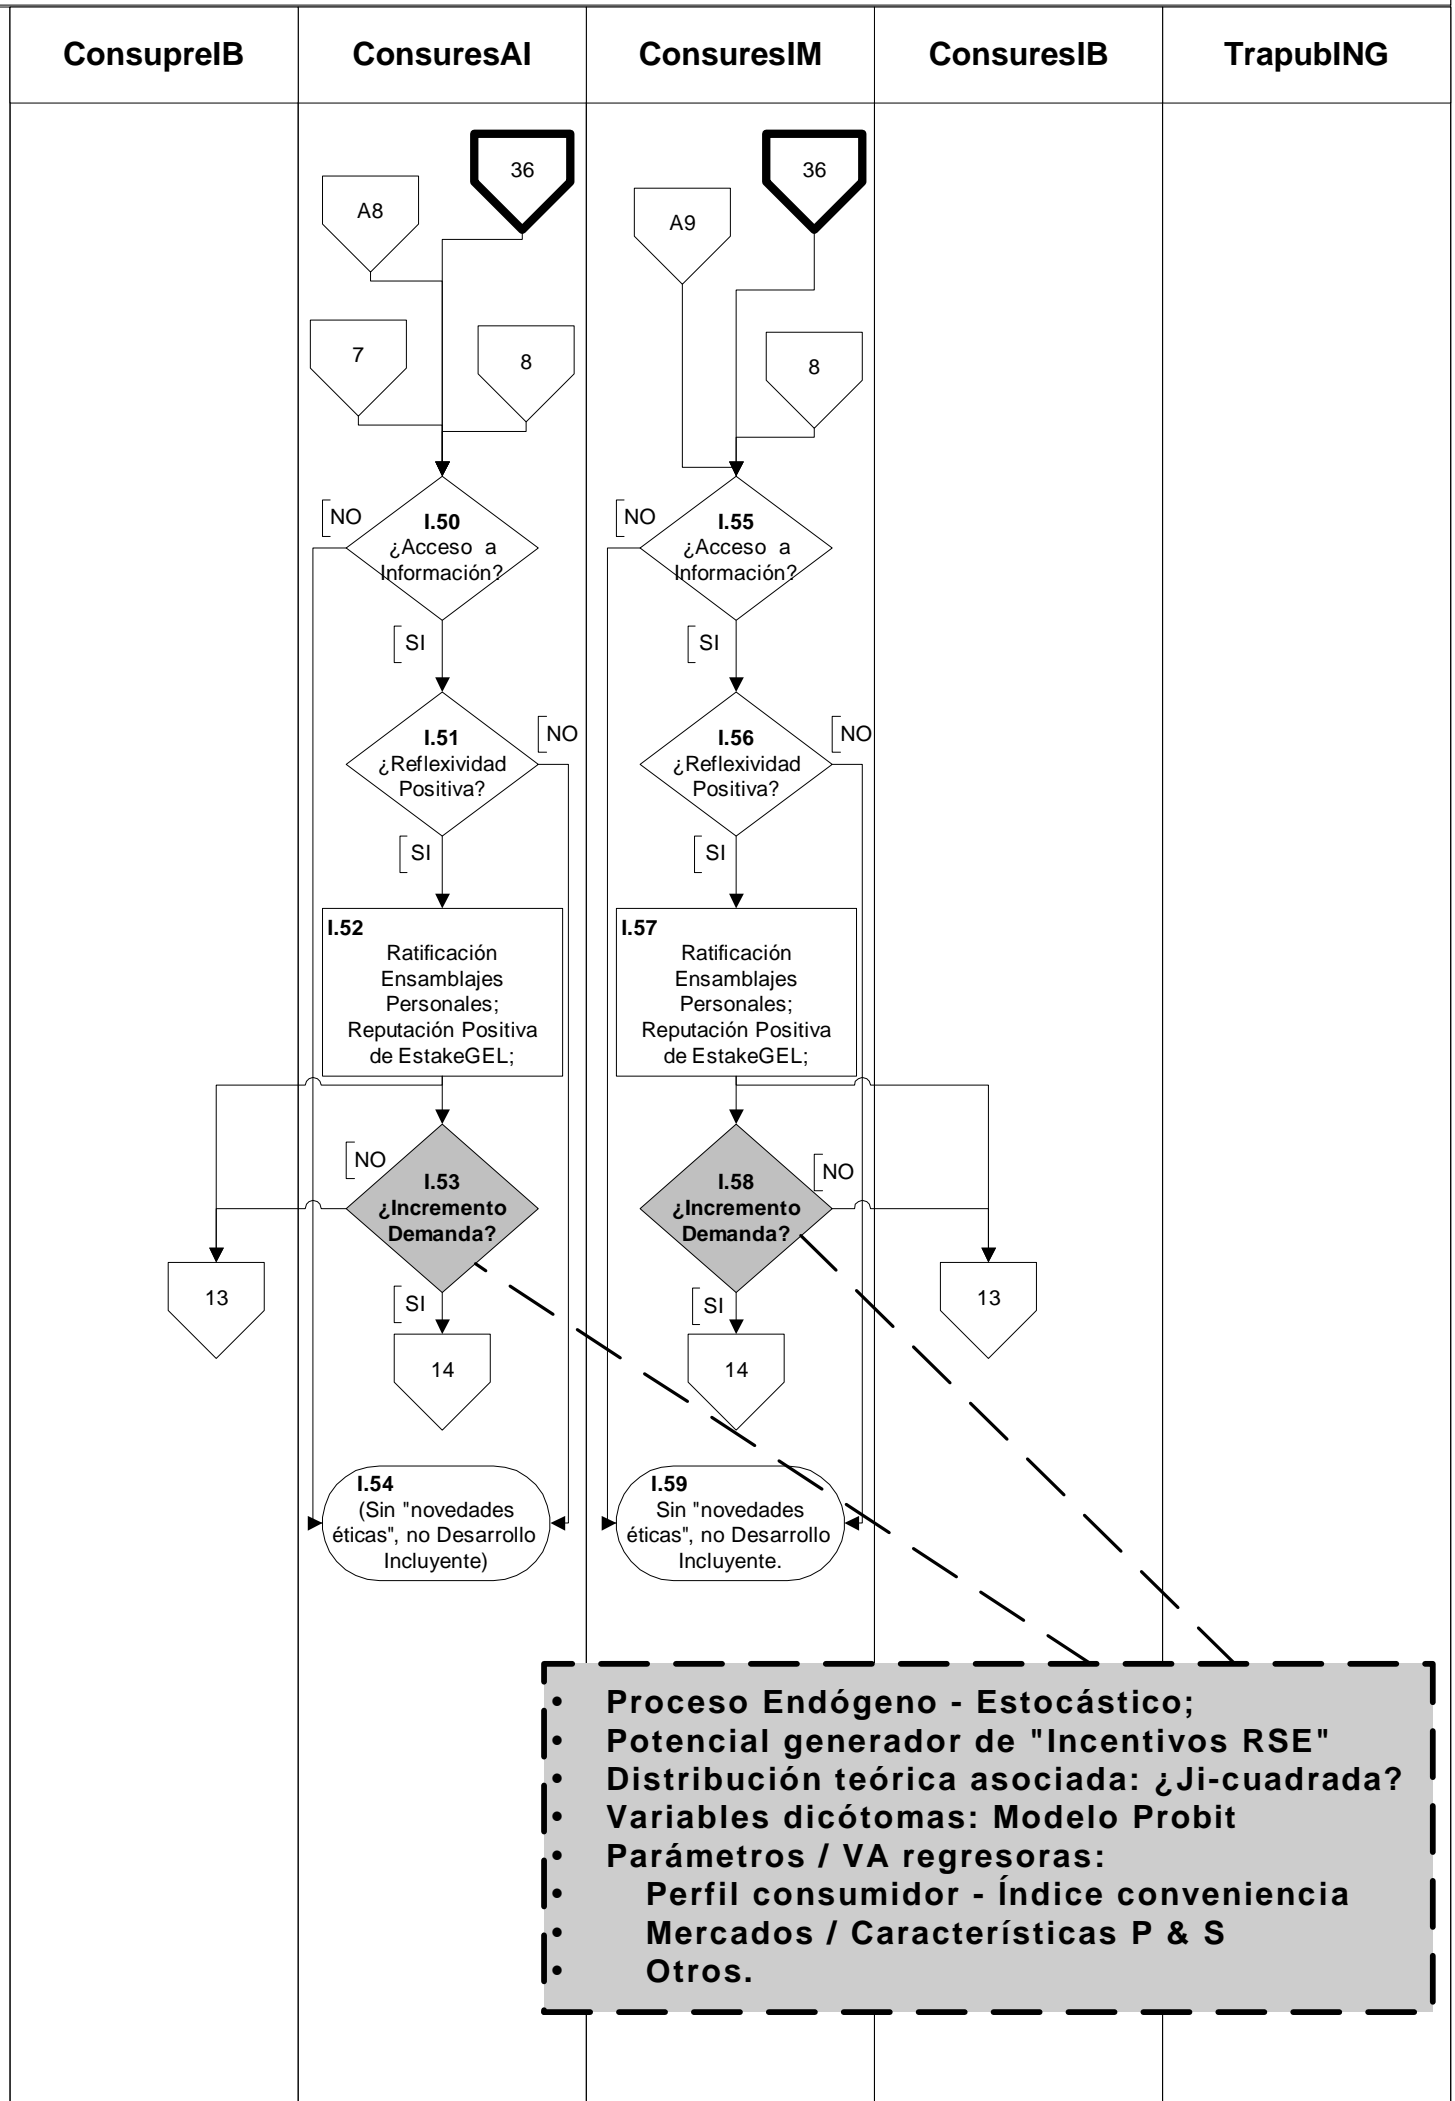 ConsupreIB
ConsuresAI
ConsuresIM
ConsuresIB
TrapubING
36
A8
7
8
36
A9
8
NO
I.50
¿Acceso a
Información?
SI
NO
I.55
¿Acceso a
Información?
SI
I.51
¿Reflexividad
Positiva?
NO
SI
I.56
¿Reflexividad
Positiva?
NO
SI
I.52
Ratificación
Ensamblajes
Personales;
Reputación Positiva
de EstakeGEL;
I.57
Ratificación
Ensamblajes
Personales;
Reputación Positiva
de EstakeGEL;
NO
I.53
¿Incremento
Demanda?
SI
I.58
¿Incremento
Demanda?
NO
SI
13
14
14
13
I.54
(Sin "novedades
éticas", no Desarrollo
Incluyente)
I.59
Sin "novedades
éticas", no Desarrollo
Incluyente.
• Proceso Endógeno - Estocástico;
• Potencial generador de "Incentivos RSE"
• Distribución teórica asociada: ¿Ji-cuadrada?
• Variables dicótomas: Modelo Probit
• Parámetros / VA regresoras:
• Perfil consumidor - Índice conveniencia
• Mercados / Características P & S
• Otros.